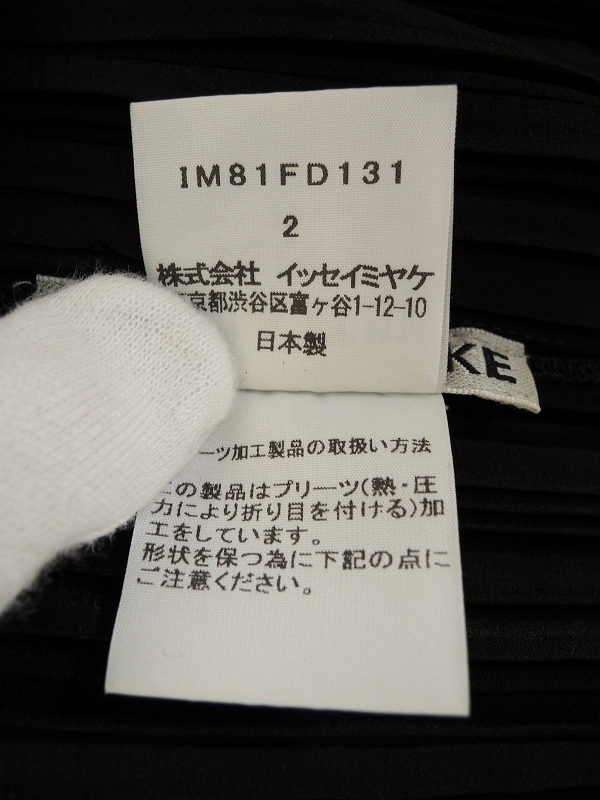 IM81FD131
2
株式会社 イッセイミヤケ
京都渋谷区富ヶ谷1-12-10
日本製
KE
ーツ加工製品の取扱い方法
この製品はプリーツ(熱・圧
力により折り目を付ける)加
工をしています。
形状を保つ為に下記の点に
ご注意ください。